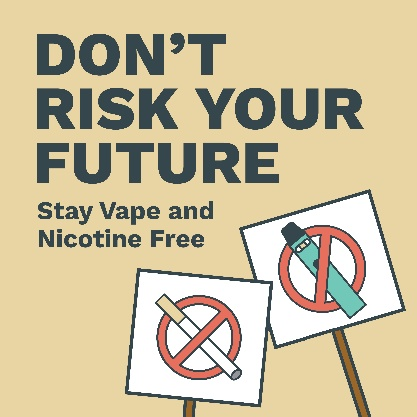 DON’T
RISK YOUR
FUTURE
Stay Vape and
Nicotine Free